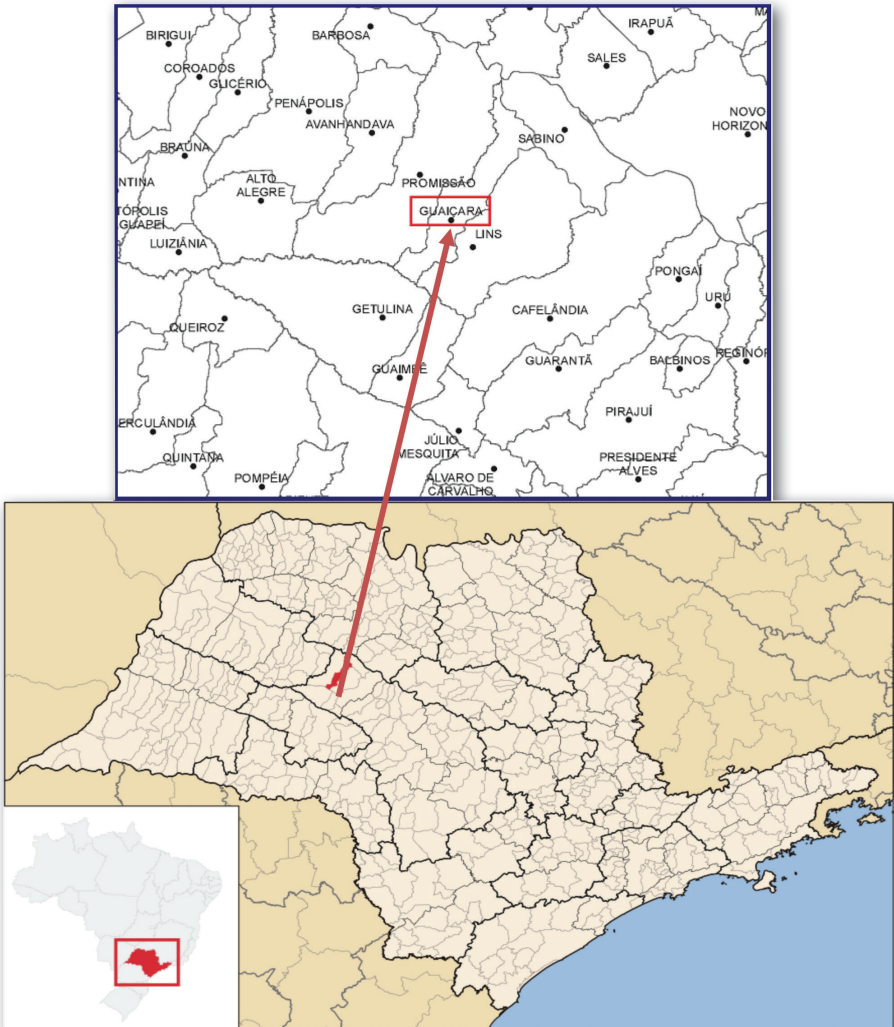 BIRIGUI
BARBOSA
IRAPUÃ
COROADOS
GLICÉRIO
SALES
PENÁPOLIS
AVANHANDAVA
NOVO
HORIZON
SABINO
BRAÚNA
ALTO
ALEGRE
PROMISSÃO
NTINA
TÓPOLIS
GUAPEÍ
GUAIÇARA
LINS
LUIZIÂNIA
PONGAÍ
URU
GETULINA
CAFELÂNDIA
QUEIROZ
GUARANTÃ
BALBINOS
REGINÓP
GUAIMBÊ
PIRAJUÍ
ERCULÂNDIA
JÚLIO
MESQUITA
QUINTANA
PRESIDENTE
ALVES
POMPÉIA
ÁLVARO DE
CARVALHO